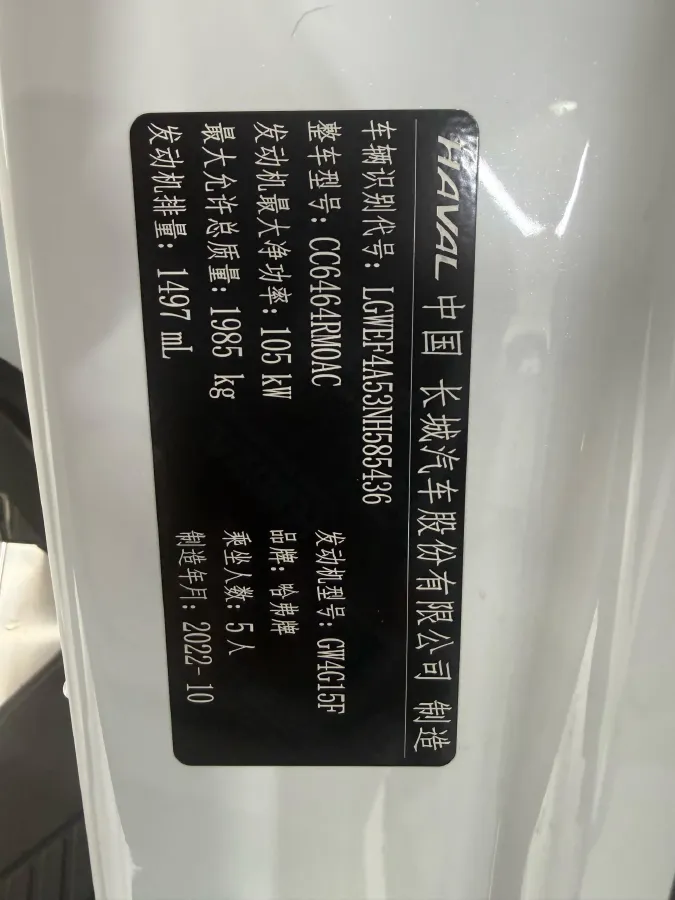 HAVAL 中国 长城汽车股份有限公司 制造
车辆识别代号：LGWEF4A53NH585436
整车型号：CC6464RM0AC 发动机型号：GW4G15F
发动机最大净功率：105 kW 品牌：哈弗牌
最大允许总质量：1985 kg 乘坐人数：5人
发动机排量：1497 mL 制造年月：2022-10